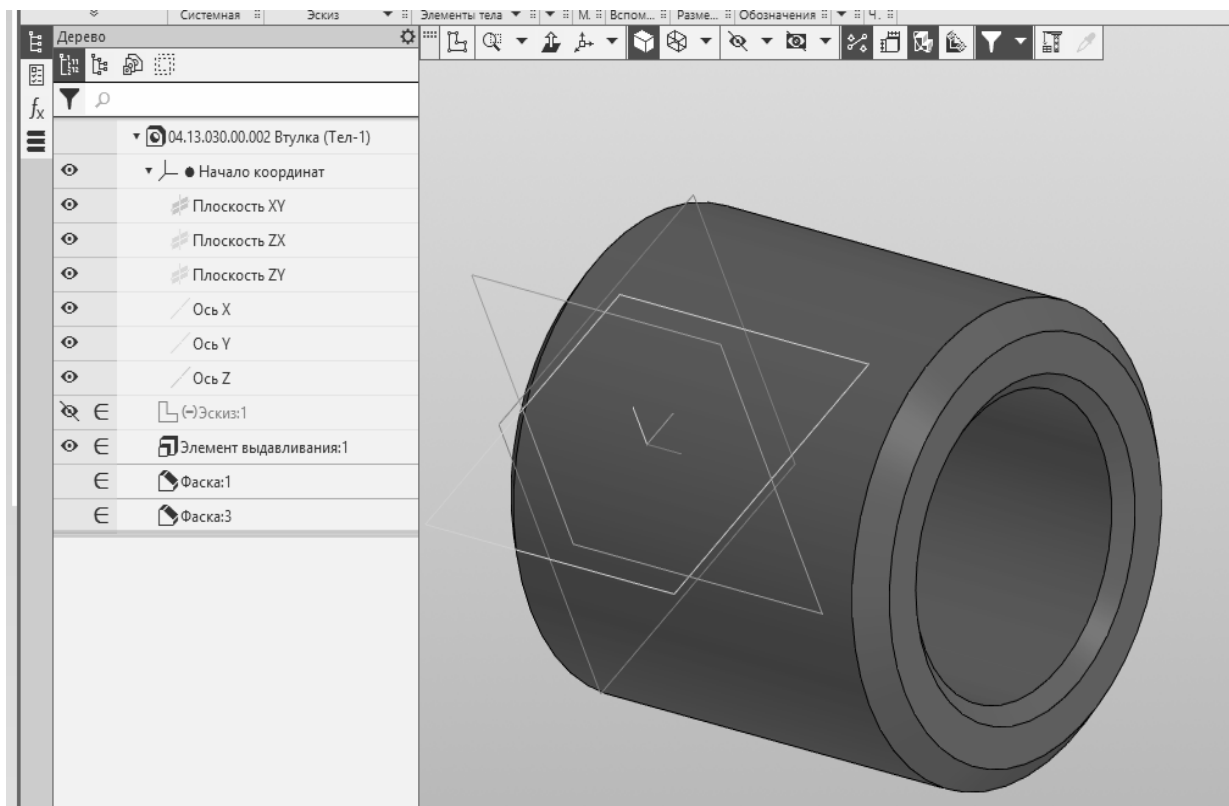 Системная Эскиз Элементы тела М. Вспом... Разме... Обозначения Ч.
Дерево
fx
04.13.030.00.002 Втулка (Тел-1)
Начало координат
Плоскость XY
Плоскость ZX
Плоскость ZY
Ось X
Ось Y
Ось Z
(-)Эскиз:1
Элемент выдавливания:1
Фаска:1
Фаска:3